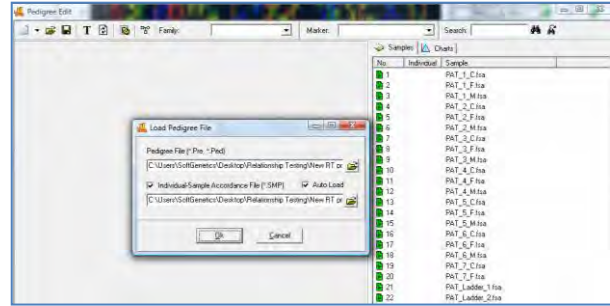 Pedigree Edit
T Family: Marker: Search:
Samples Charts
No. Individual Sample
1 PAT_1_C.fsa
2 PAT_1_F.fsa
3 PAT_1_M.fsa
4 PAT_2_C.fsa
5 PAT_2_F.fsa
6 PAT_2_M.fsa
7 PAT_3_C.fsa
8 PAT_3_F.fsa
9 PAT_3_M.fsa
10 PAT_4_C.fsa
11 PAT_4_F.fsa
12 PAT_4_M.fsa
13 PAT_5_C.fsa
14 PAT_5_F.fsa
15 PAT_5_M.fsa
16 PAT_6_C.fsa
17 PAT_6_F.fsa
18 PAT_6_M.fsa
19 PAT_7_C.fsa
20 PAT_7_F.fsa
21 PAT_Ladder_1.fsa
22 PAT_Ladder_2.fsa
Load Pedigree File
Pedigree File (*.Pre, *.Ped)
C:\Users\SoftGenetics\Desktop\Relationship Testing\New RT pr
Individual-Sample Accordance File (*.SMP) Auto Load
C:\Users\SoftGenetics\Desktop\Relationship Testing\New RT pr
Ok Cancel